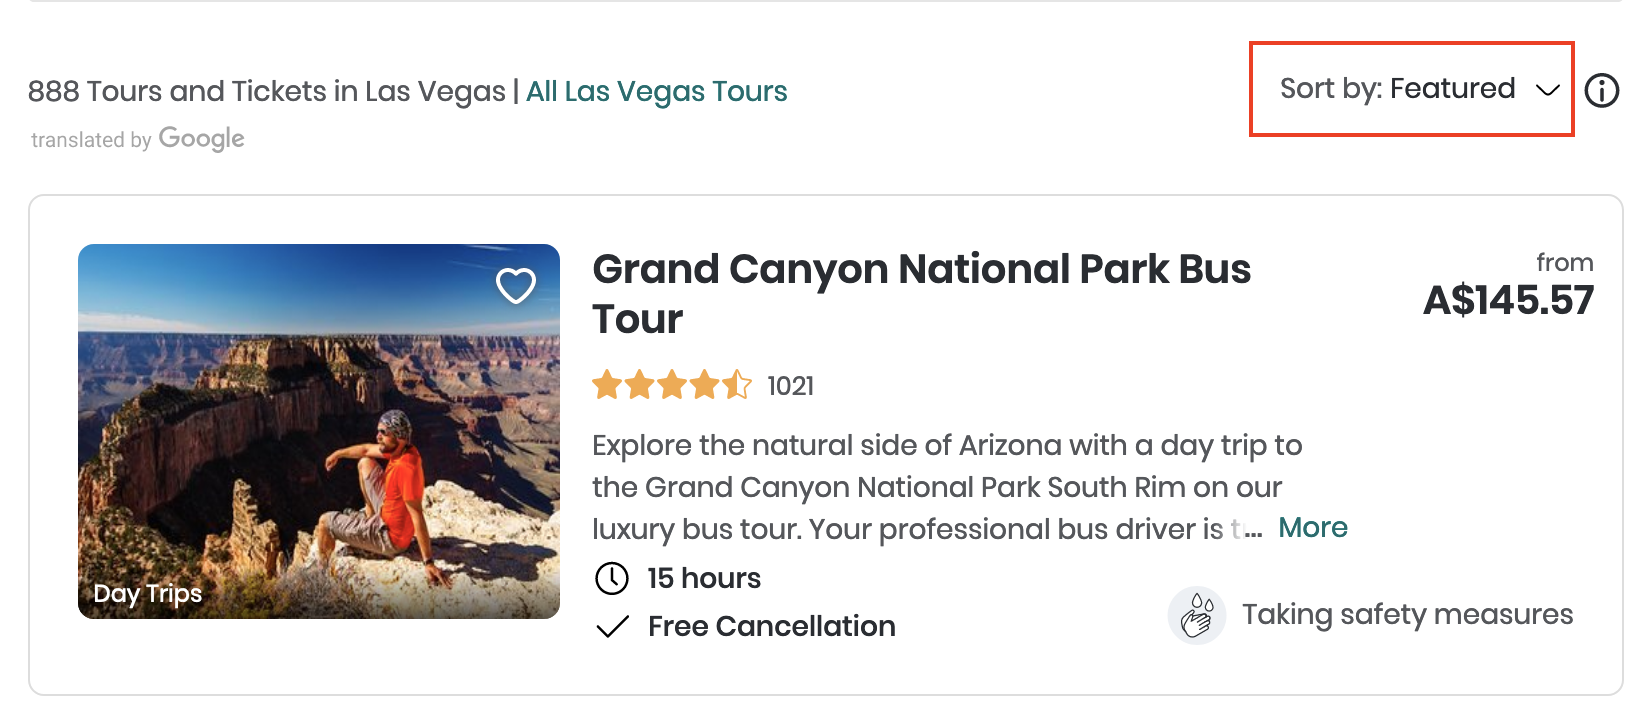 888 Tours and Tickets in Las Vegas | All Las Vegas Tours
translated by Google
Sort by: Featured
Grand Canyon National Park Bus
Tour
from
A$145.57
1021
Explore the natural side of Arizona with a day trip to
the Grand Canyon National Park South Rim on our
luxury bus tour. Your professional bus driver is ... More
15 hours
Free Cancellation
Taking safety measures
Day Trips